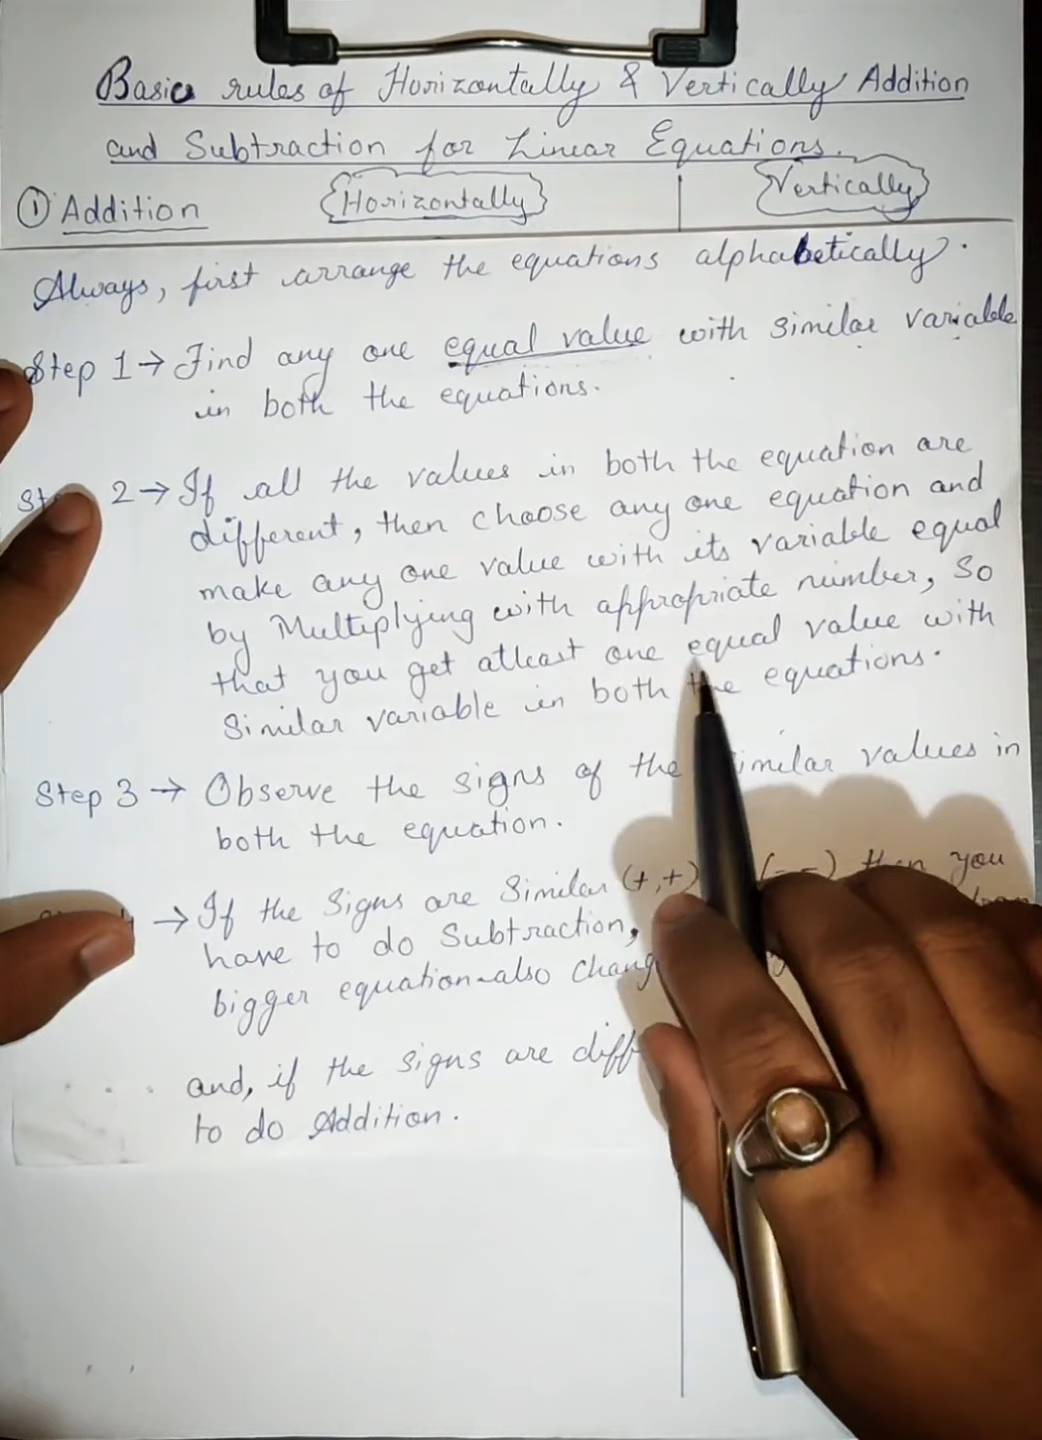 Basic rules of Horizontally & Vertically Addition
and Subtraction for Linear Equations.
① Addition Horizontally Vertically
Always, first arrange the equations alphabetically.
Step 1 → Find any one equal value with similar variable
in both the equations.
2 → If all the values in both the equation are
different, then choose any one equation and
make any one value with its variable equal
by Multiplying with appropriate number, So
that you get atleast one equal value with
Similar variable in both the equations.
Step 3 → Observe the signs of the similar values in
both the equation.
→ If the Signs are Similar (+,+) (- -) then you
have to do Subtraction,
bigger equation - also
and, if the signs are
to do Addition.